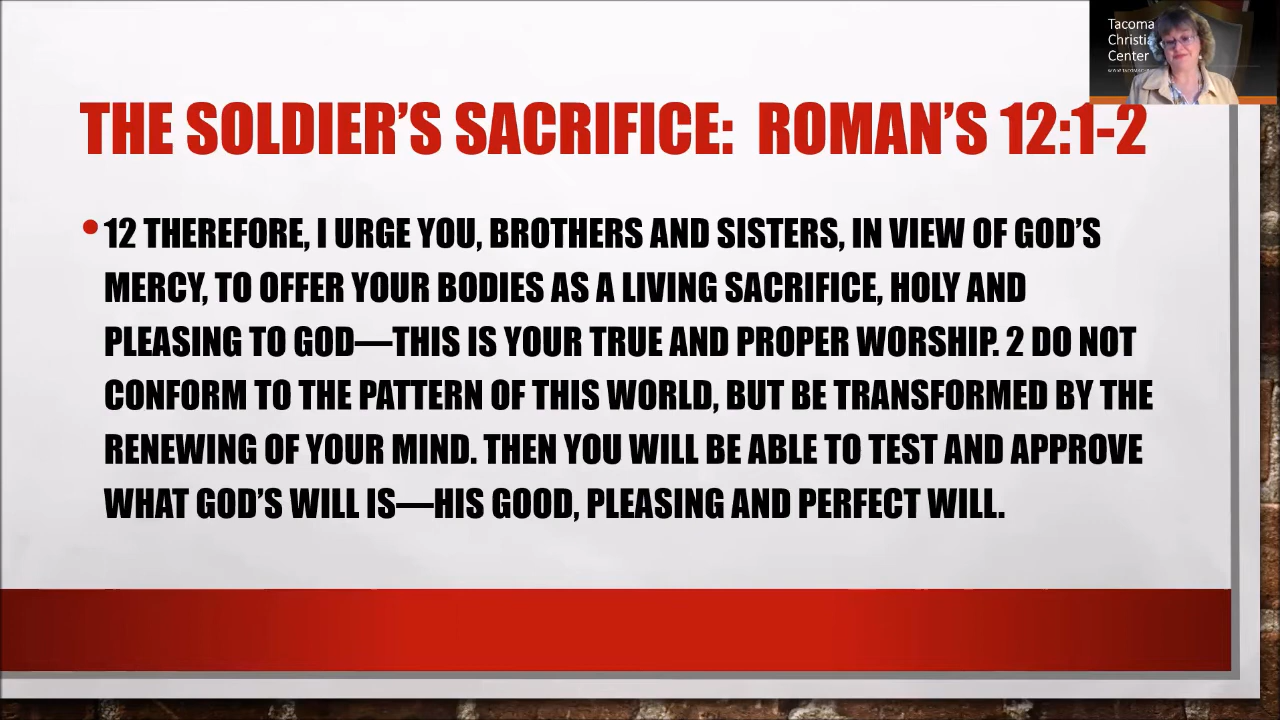 Tacoma
Christi
Center
THE SOLDIER’S SACRIFICE: ROMAN’S 12:1-2
•12 THEREFORE, I URGE YOU, BROTHERS AND SISTERS, IN VIEW OF GOD’S
MERCY, TO OFFER YOUR BODIES AS A LIVING SACRIFICE, HOLY AND
PLEASING TO GOD—THIS IS YOUR TRUE AND PROPER WORSHIP. 2 DO NOT
CONFORM TO THE PATTERN OF THIS WORLD, BUT BE TRANSFORMED BY THE
RENEWING OF YOUR MIND. THEN YOU WILL BE ABLE TO TEST AND APPROVE
WHAT GOD’S WILL IS—HIS GOOD, PLEASING AND PERFECT WILL.